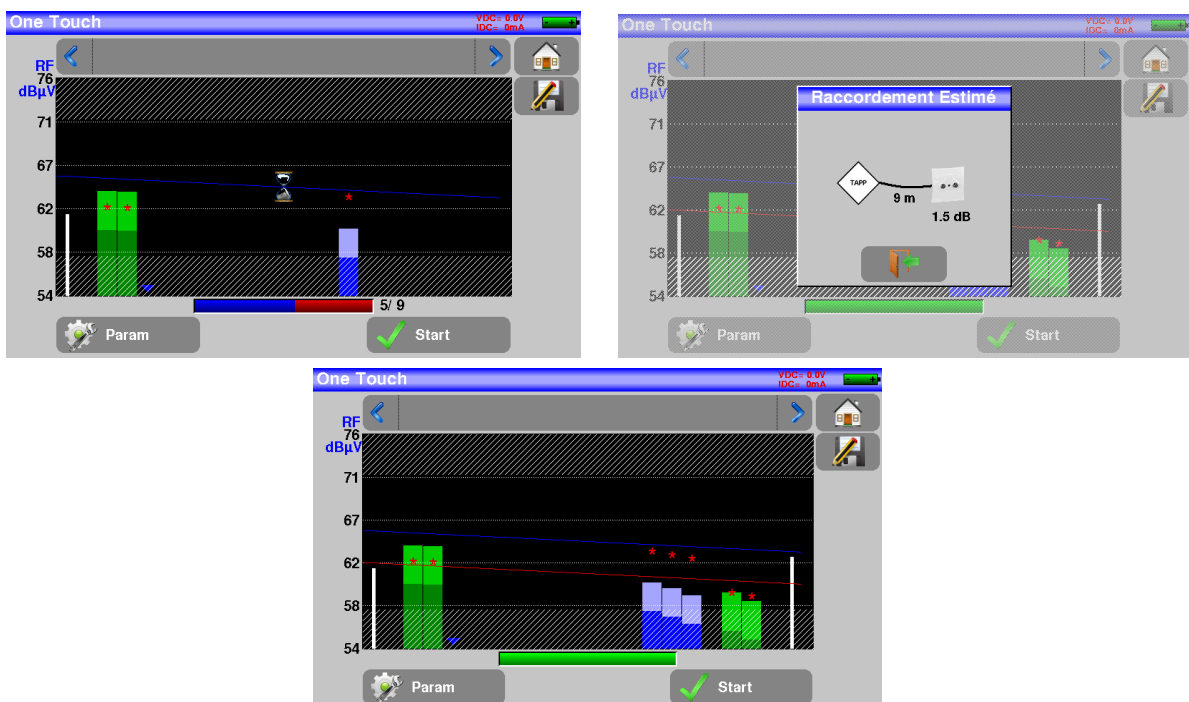 One Touch
VDC= 0.0V
IDC= 0mA
RF
76
dBµV
71
67
62
58
54
5/ 9
Param
Start
One Touch
VDC= 0.0V
IDC= 0mA
RF
76
dBµV
71
67
62
58
54
Raccordement Estimé
TAPP
9 m
1.5 dB
Param
Start
One Touch
VDC= 0.0V
IDC= 0mA
RF
76
dBµV
71
67
62
58
54
Param
Start